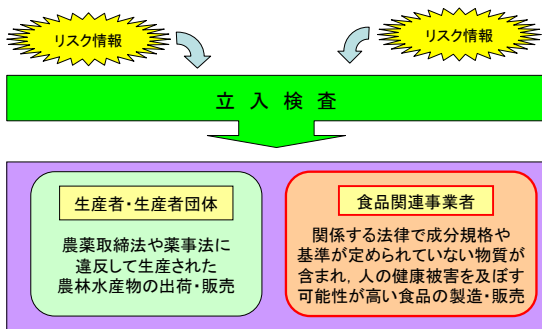 リスク情報
リスク情報
立入検査
生産者・生産者団体
農薬取締法や薬事法に
違反して生産された
農林水産物の出荷・販売
食品関連事業者
関係する法律で成分規格や
基準が定められていない物質が
含まれ，人の健康被害を及ぼす
可能性が高い食品の製造・販売